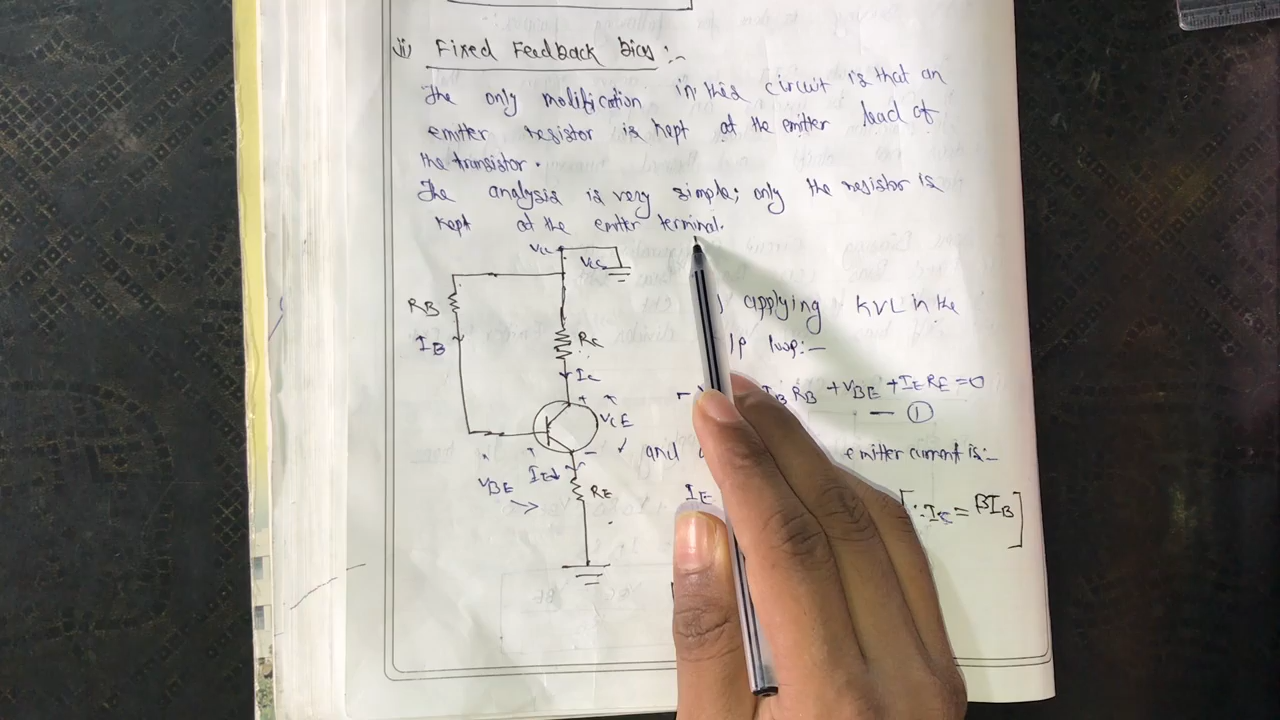 ii) Fixed Feedback bias :-
The only modification in this circuit is that an
emitter resistor is kept at the emitter lead of
the transistor.
The analysis is very simple; only the resistor is
kept at the emitter terminal.
Vcc
Vcc
RB
IB
RC
Ic
+
VCE
-
VBE
IE
RE
applying KVL in the
IP loop:-
IBRB + VBE + IERE = 0
— ①
and emitter current is:-
IE
[∵ Ic = βIB]